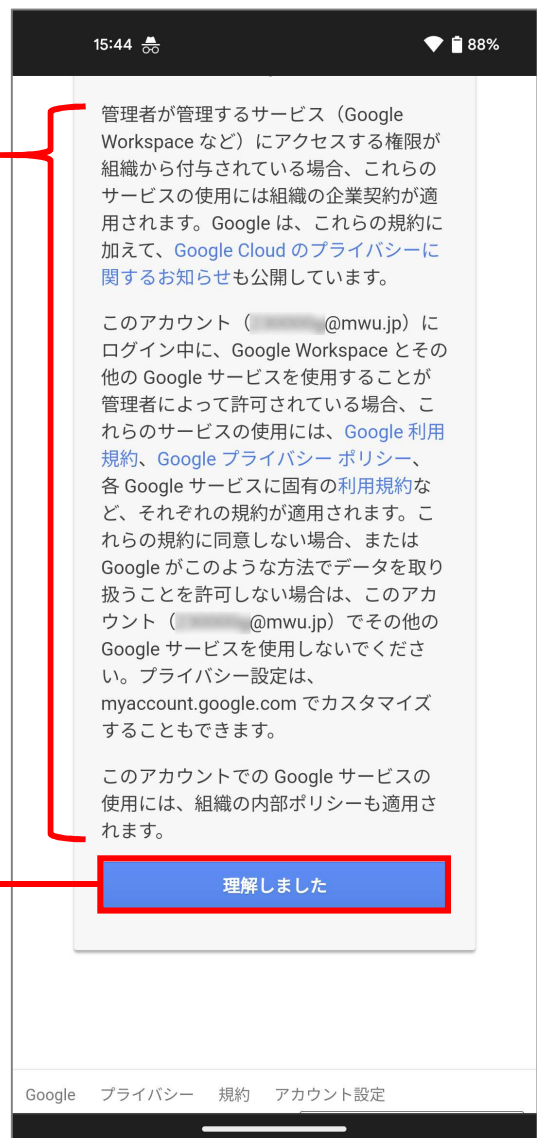 15:44
88%
管理者が管理するサービス（Google
Workspace など）にアクセスする権限が
組織から付与されている場合、これらの
サービスの使用には組織の企業契約が適
用されます。Google は、これらの規約に
加えて、Google Cloud のプライバシーに
関するお知らせも公開しています。
このアカウント（@mwu.jp）に
ログイン中に、Google Workspace とその
他の Google サービスを使用することが
管理者によって許可されている場合、こ
れらのサービスの使用には、Google 利用
規約、Google プライバシー ポリシー、
各 Google サービスに固有の利用規約な
ど、それぞれの規約が適用されます。こ
れらの規約に同意しない場合、または
Google がこのような方法でデータを取り
扱うことを許可しない場合は、このアカ
ウント（@mwu.jp）でその他の
Google サービスを使用しないでくださ
い。プライバシー設定は、
myaccount.google.com でカスタマイズ
することもできます。
このアカウントでの Google サービスの
使用には、組織の内部ポリシーも適用さ
れます。
理解しました
Google プライバシー 規約 アカウント設定